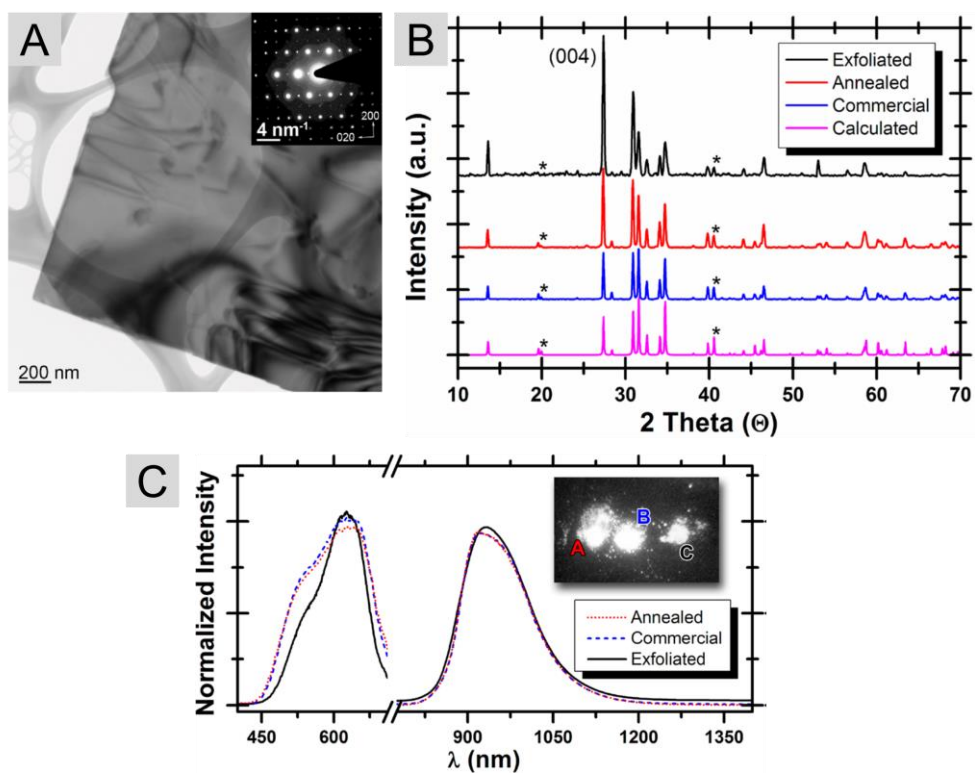 A
4 nm⁻¹
200
020
200 nm
B
(004)
Exfoliated
Annealed
Commercial
Calculated
*
*
*
*
*
*
*
*
Intensity (a.u.)
10
20
30
40
50
60
70
2 Theta (Θ)
C
Normalized Intensity
A
B
C
Annealed
Commercial
Exfoliated
450
600
900
1050
1200
1350
λ (nm)